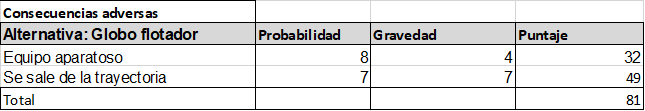 Consecuencias adversas
Alternativa: Globo flotador Probabilidad Gravedad Puntaje
Equipo aparatoso 8 4 32
Se sale de la trayectoria 7 7 49
Total 81